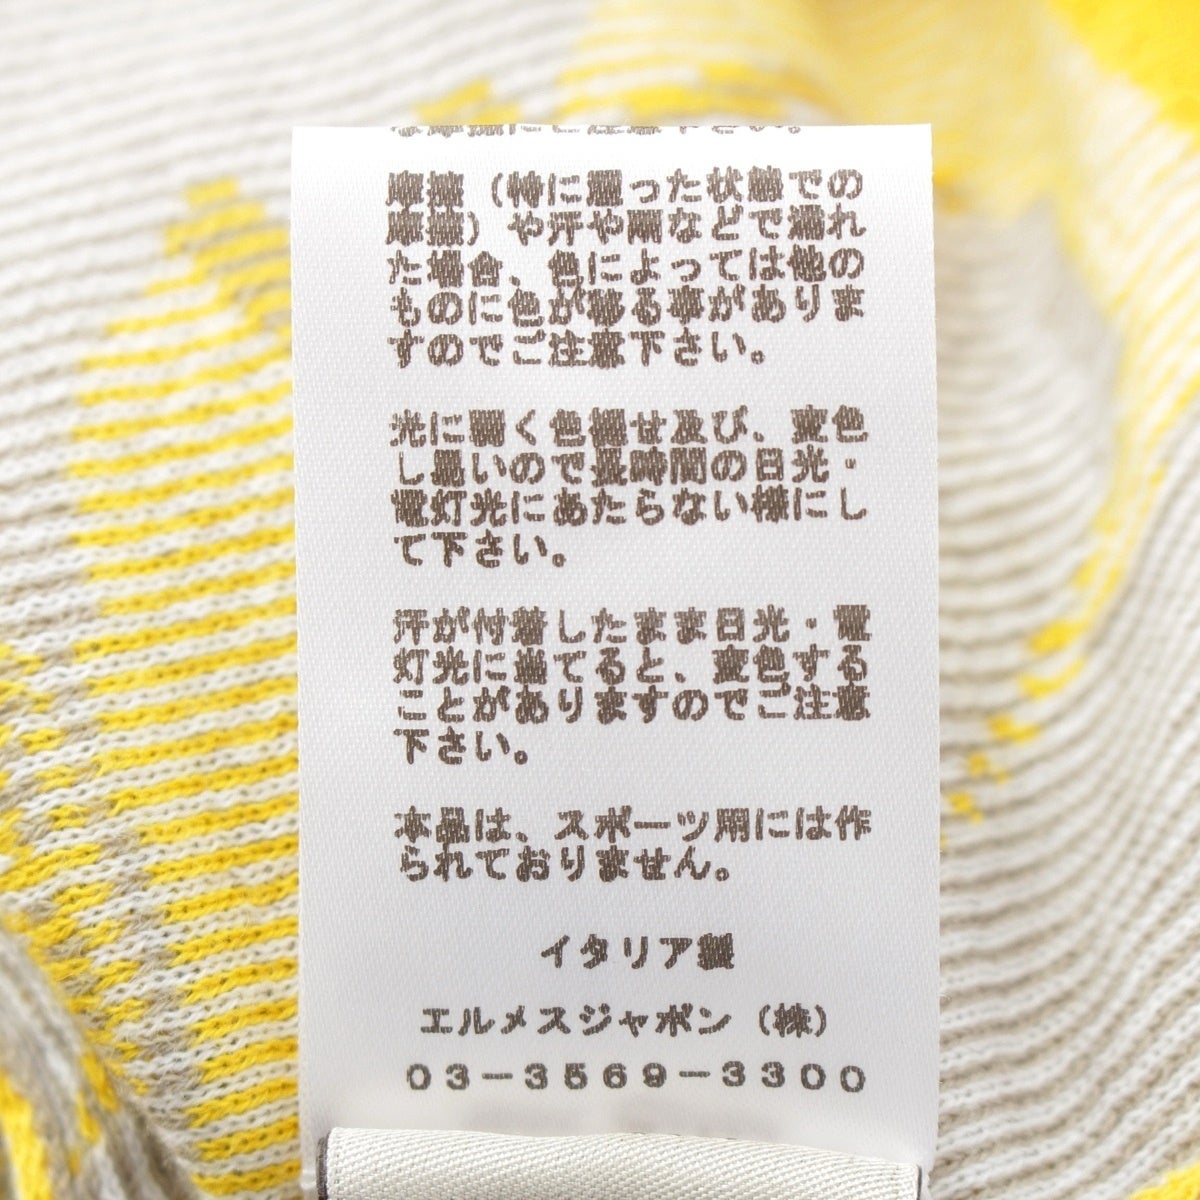 摩擦（特に湿った状態での
摩擦）や汗や雨などで濡れ
た場合、色によっては他の
ものに色が移る事がありま
すのでご注意下さい。
光に弱く色褪せ及び、変色
し易いので長時間の日光・
電灯光にあたらない様にし
て下さい。
汗が付着したまま日光・電
灯光に当てると、変色する
ことがありますのでご注意
下さい。
本品は、スポーツ用には作
られておりません。
イタリア製
エルメスジャポン（株）
03-3569-3300